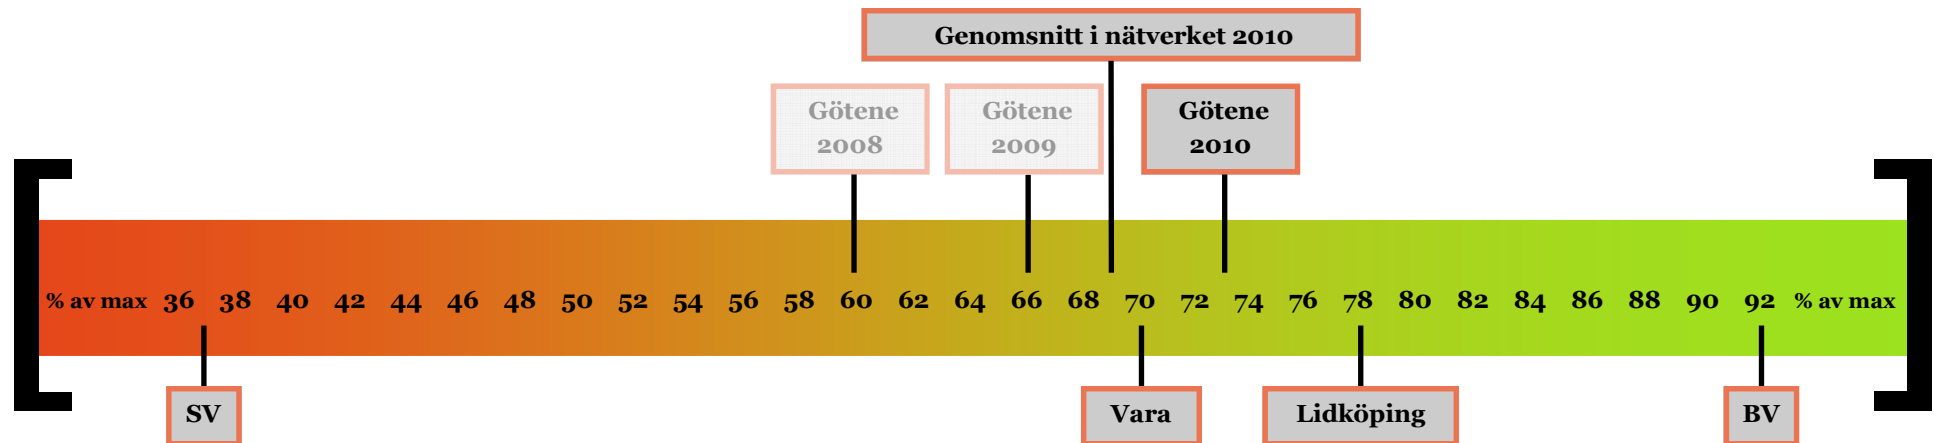 Genomsnitt i nätverket 2010
Götene
2008
Götene
2009
Götene
2010
% av max 36 38 40 42 44 46 48 50 52 54 56 58 60 62 64 66 68 70 72 74 76 78 80 82 84 86 88 90 92 % av max
SV
Vara
Lidköping
BV